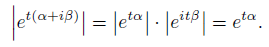 |e^{t(α+iβ)}| = |e^{tα}| · |e^{itβ}| = e^{tα}.